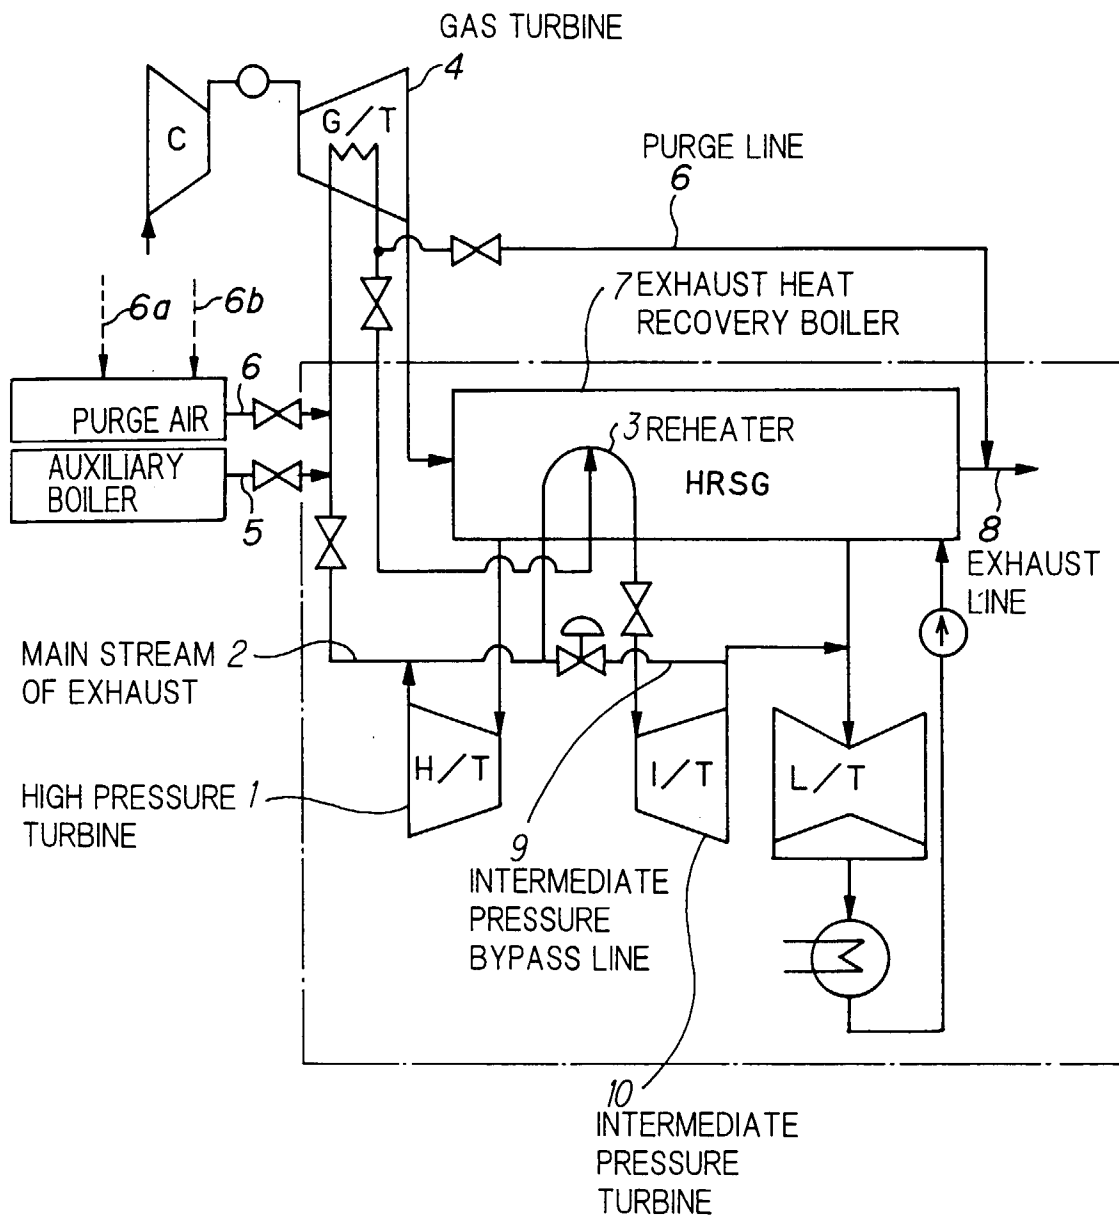 GAS TURBINE
4
C
G/T
PURGE LINE
6
6a
6b
7 EXHAUST HEAT
RECOVERY BOILER
6
PURGE AIR
AUXILIARY
BOILER
5
3 REHEATER
HRSG
8
EXHAUST
LINE
MAIN STREAM 2
OF EXHAUST
H/T
I/T
L/T
HIGH PRESSURE 1
TURBINE
9
INTERMEDIATE
PRESSURE
BYPASS LINE
10
INTERMEDIATE
PRESSURE
TURBINE